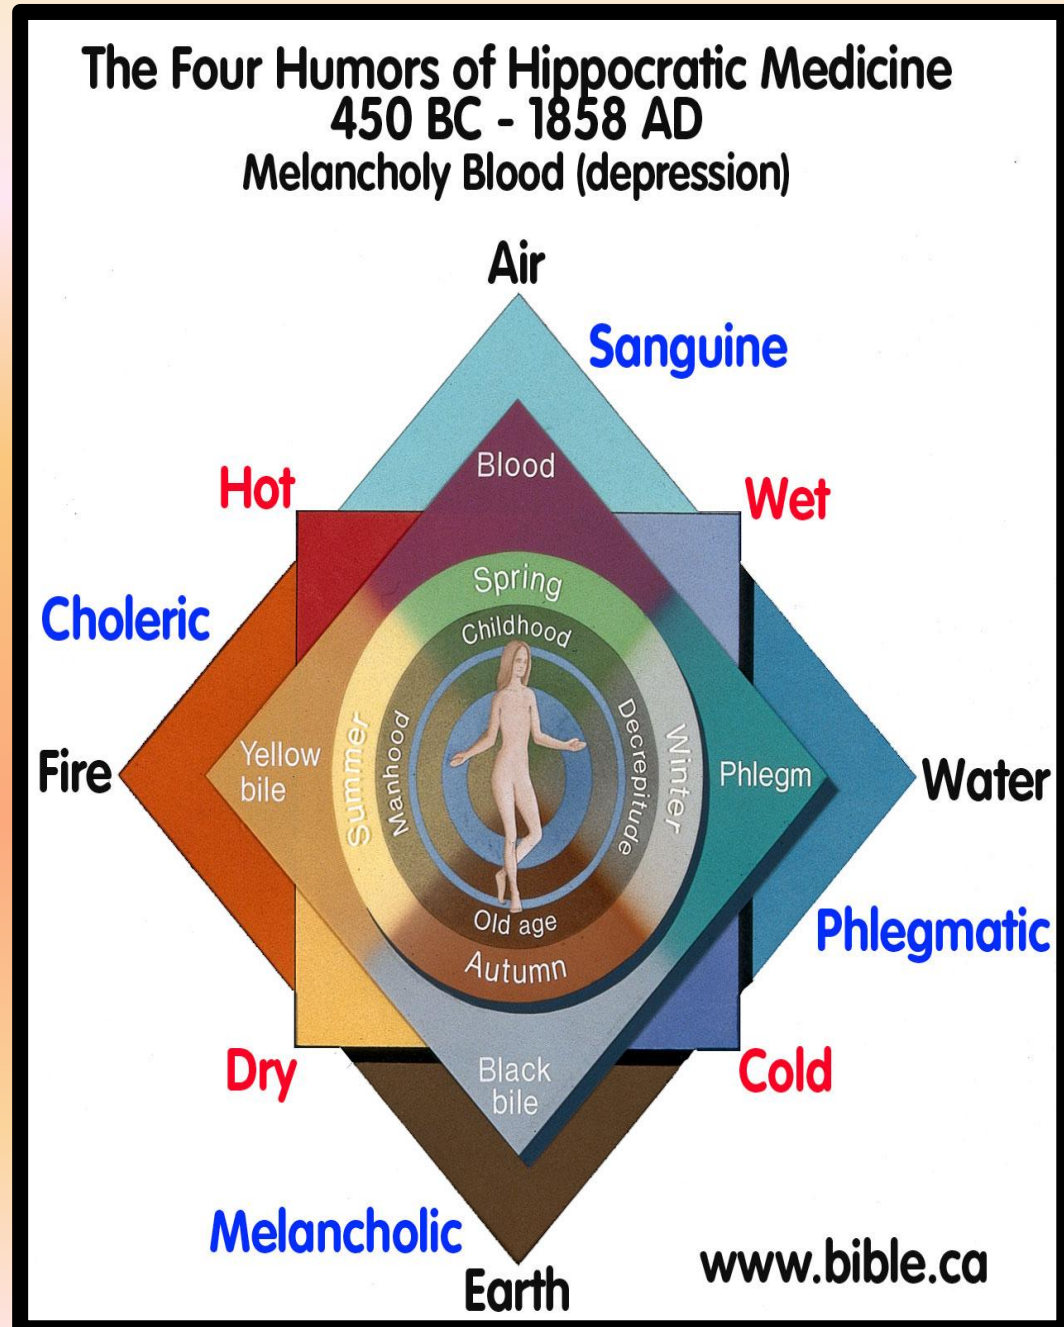 The Four Humors of Hippocratic Medicine
450 BC - 1858 AD
Melancholy Blood (depression)
Air
Sanguine
Blood
Hot
Wet
Spring
Choleric
Childhood
Fire
Yellow
bile
Summer
Manhood
Decrepitude
Winter
Phlegm
Water
Old age
Phlegmatic
Autumn
Dry
Black
bile
Cold
Melancholic
Earth
www.bible.ca